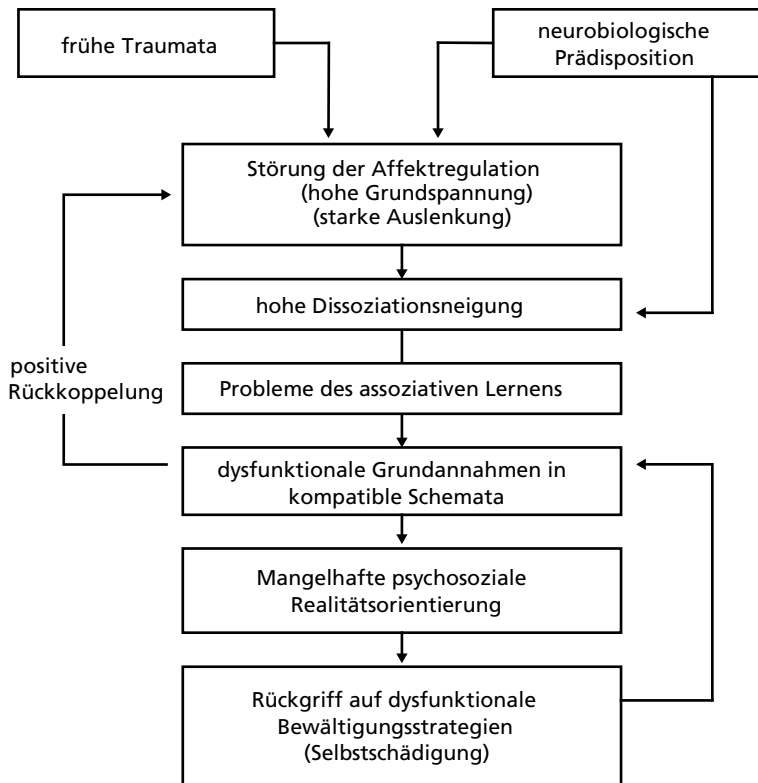 frühe Traumata
neurobiologische
Prädisposition
Störung der Affektregulation
(hohe Grundspannung)
(starke Auslenkung)
hohe Dissoziationsneigung
positive
Rückkoppelung
Probleme des assoziativen Lernens
dysfunktionale Grundannahmen in
kompatible Schemata
Mangelhafte psychosoziale
Realitätsorientierung
Rückgriff auf dysfunktionale
Bewältigungsstrategien
(Selbstschädigung)